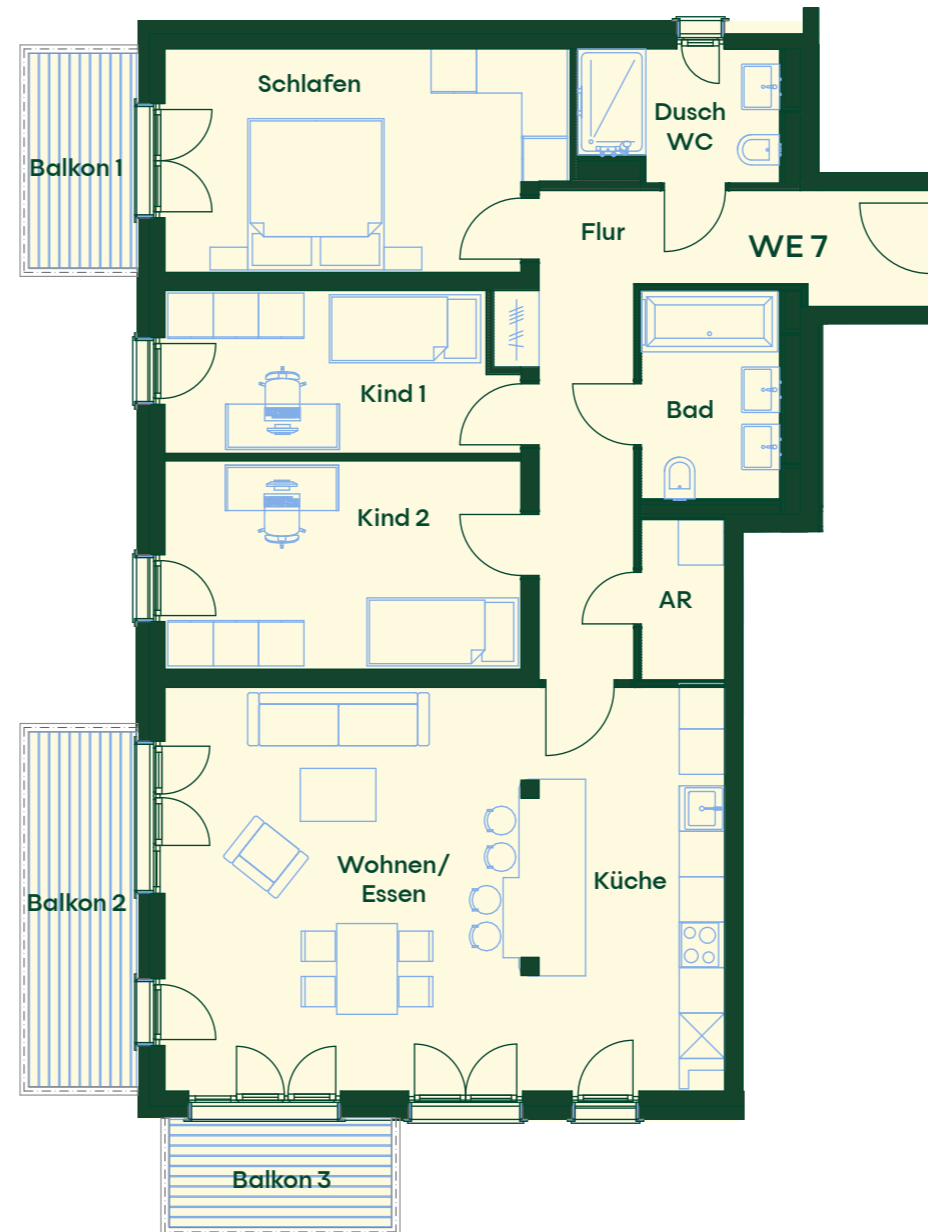 Schlafen
Dusch
WC
Balkon 1
Flur
WE 7
Kind 1
Bad
Kind 2
AR
Wohnen/
Essen
Küche
Balkon 2
Balkon 3